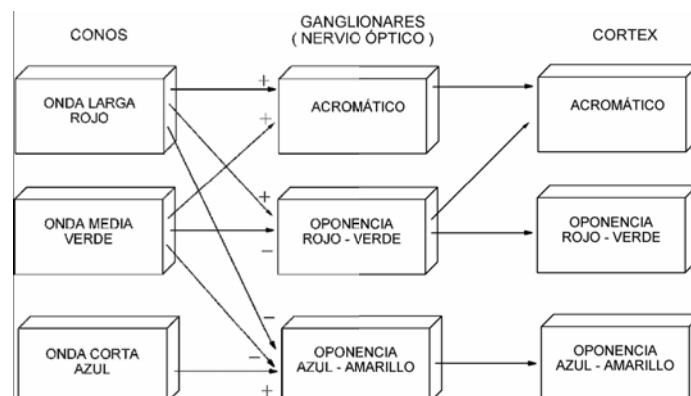 CONOS
GANGLIONARES
( NERVIO ÓPTICO )
CORTEX
ONDA LARGA
ROJO
+
+
ACROMÁTICO
ACROMÁTICO
ONDA MEDIA
VERDE
+
−
OPONENCIA
ROJO - VERDE
OPONENCIA
ROJO - VERDE
ONDA CORTA
AZUL
−
−
+
OPONENCIA
AZUL - AMARILLO
OPONENCIA
AZUL - AMARILLO